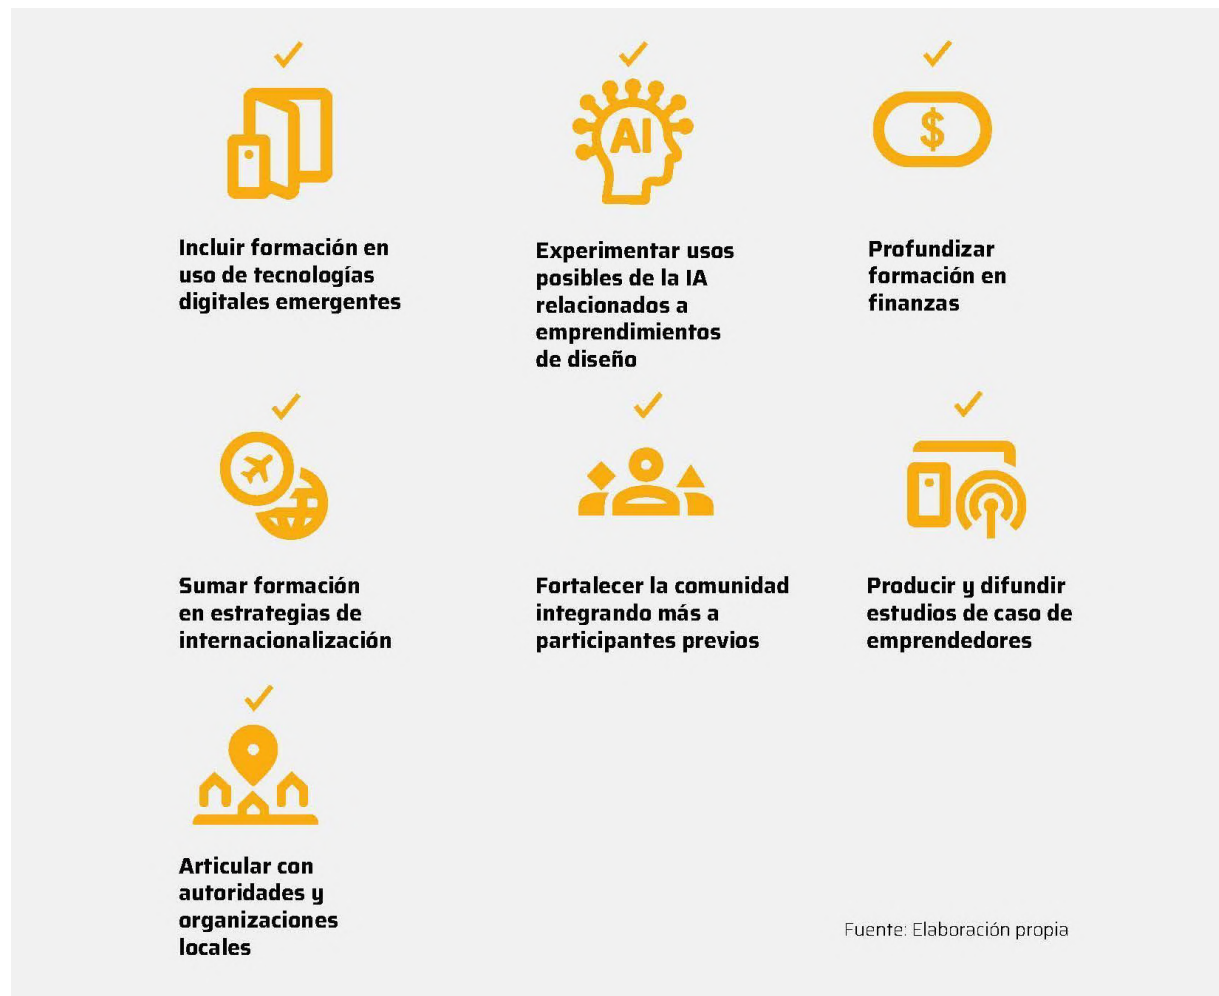 AI
$
Incluir formación en
uso de tecnologías
digitales emergentes
Experimentar usos
posibles de la IA
relacionados a
emprendimientos
de diseño
Profundizar
formación en
finanzas
Sumar formación
en estrategias de
internacionalización
Fortalecer la comunidad
integrando más a
participantes previos
Producir y difundir
estudios de caso de
emprendedores
Articular con
autoridades y
organizaciones
locales
Fuente: Elaboración propia